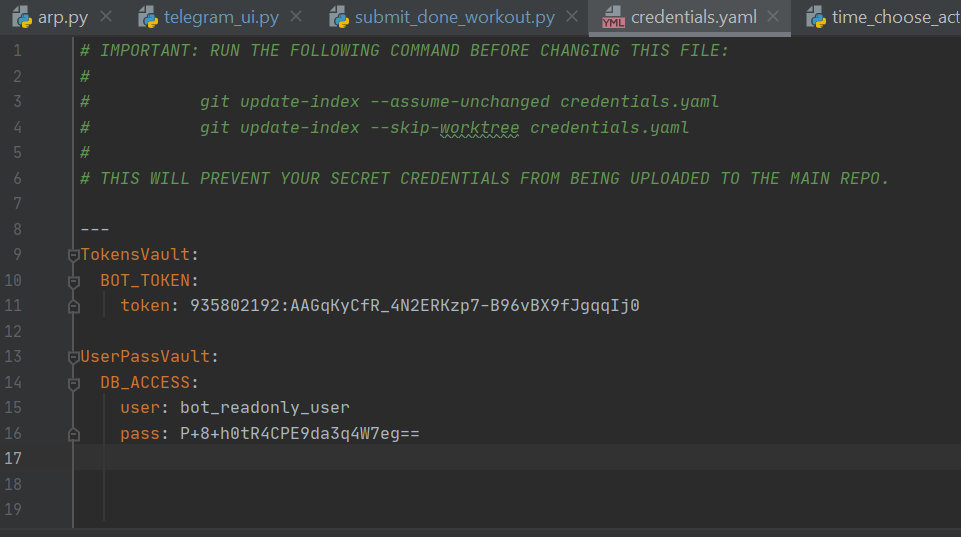 arp.py
telegram_ui.py
submit_done_workout.py
credentials.yaml
time_choose_act
YML
1 # IMPORTANT: RUN THE FOLLOWING COMMAND BEFORE CHANGING THIS FILE:
2 #
3 # git update-index --assume-unchanged credentials.yaml
4 # git update-index --skip-worktree credentials.yaml
5 #
6 # THIS WILL PREVENT YOUR SECRET CREDENTIALS FROM BEING UPLOADED TO THE MAIN REPO.
7
8 ---
9 TokensVault:
10 BOT_TOKEN:
11 token: 935802192:AAGqKyCfR_4N2ERKzp7-B96vBX9fJgqqIj0
12
13 UserPassVault:
14 DB_ACCESS:
15 user: bot_readonly_user
16 pass: P+8+h0tR4CPE9da3q4W7eg==
17
18
19